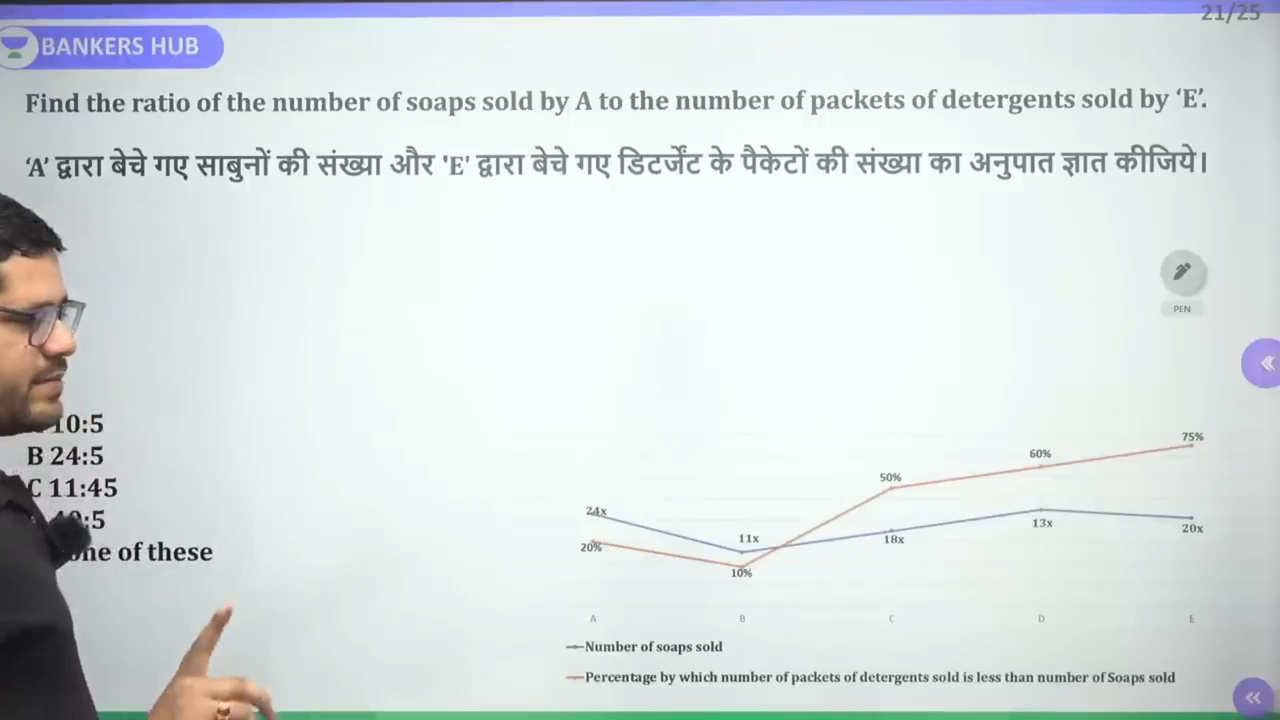 21/25
BANKERS HUB
Find the ratio of the number of soaps sold by A to the number of packets of detergents sold by ‘E’.
‘A’ द्वारा बेचे गए साबुनों की संख्या और 'E' द्वारा बेचे गए डिटर्जेंट के पैकेटों की संख्या का अनुपात ज्ञात कीजिये।
PEN
10:5
B 24:5
C 11:45
:5
of these
75%
60%
50%
24x
11x
13x
20x
18x
20%
10%
A B C D E
Number of soaps sold
Percentage by which number of packets of detergents sold is less than number of Soaps sold